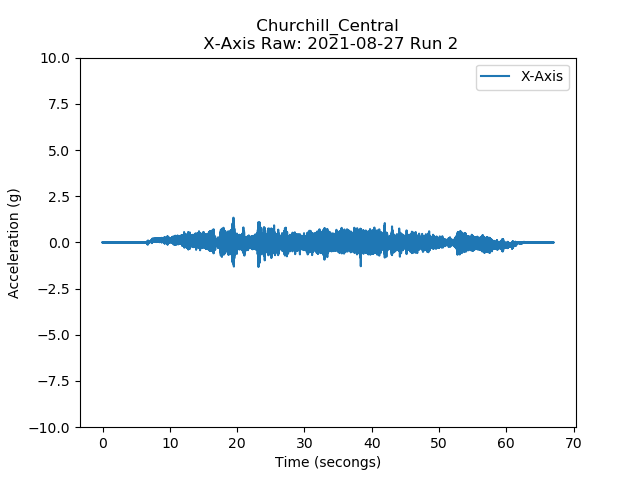 Churchill_Central
X-Axis Raw: 2021-08-27 Run 2
X-Axis
10.0
7.5
5.0
2.5
0.0
−2.5
−5.0
−7.5
−10.0
Acceleration (g)
0 10 20 30 40 50 60 70
Time (secongs)